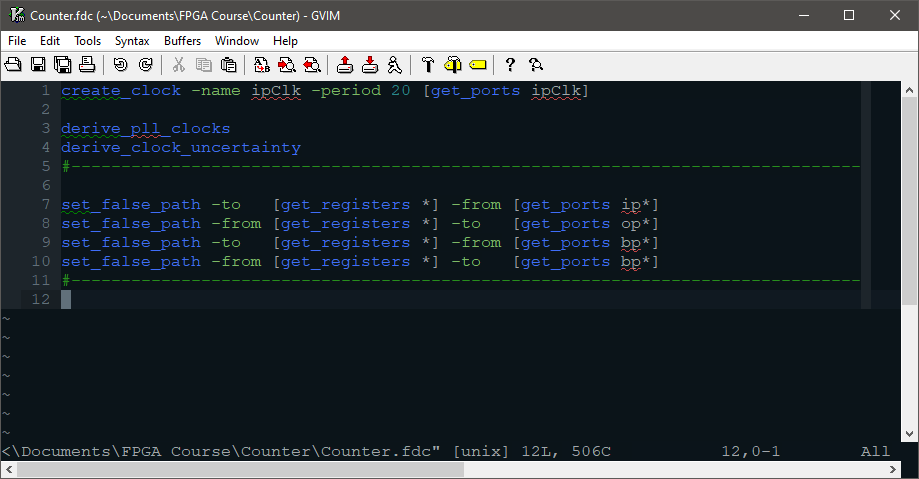 Counter.fdc (~\Documents\FPGA Course\Counter) - GVIM
File Edit Tools Syntax Buffers Window Help
1 create_clock -name ipClk -period 20 [get_ports ipClk]
2
3 derive_pll_clocks
4 derive_clock_uncertainty
5 #-------------------------------------------------------------------------------
6
7 set_false_path -to   [get_registers *] -from [get_ports ip*]
8 set_false_path -from [get_registers *] -to   [get_ports op*]
9 set_false_path -to   [get_registers *] -from [get_ports bp*]
10 set_false_path -from [get_registers *] -to   [get_ports bp*]
11 #-------------------------------------------------------------------------------
12
~
~
~
~
~
~
~
<\Documents\FPGA Course\Counter\Counter.fdc" [unix] 12L, 506C 12,0-1 All